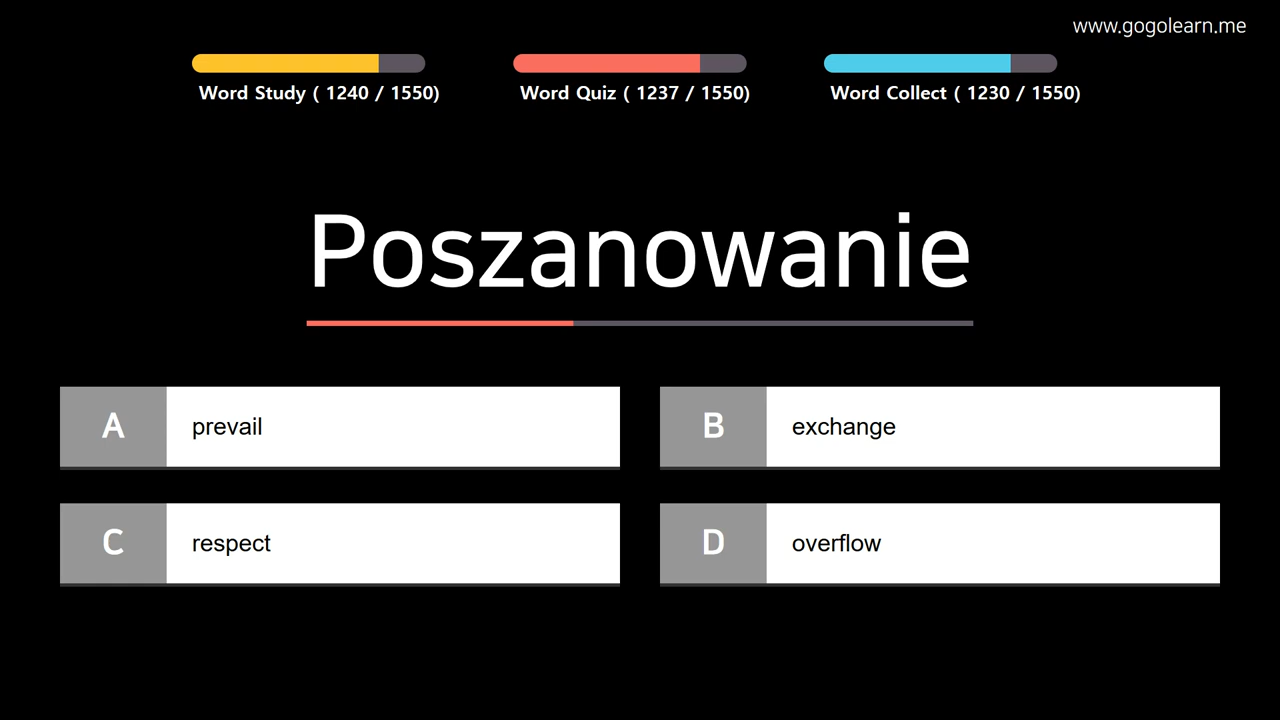 www.gogolearn.me
Word Study ( 1240 / 1550)
Word Quiz ( 1237 / 1550)
Word Collect ( 1230 / 1550)
Poszanowanie
A prevail
B exchange
C respect
D overflow